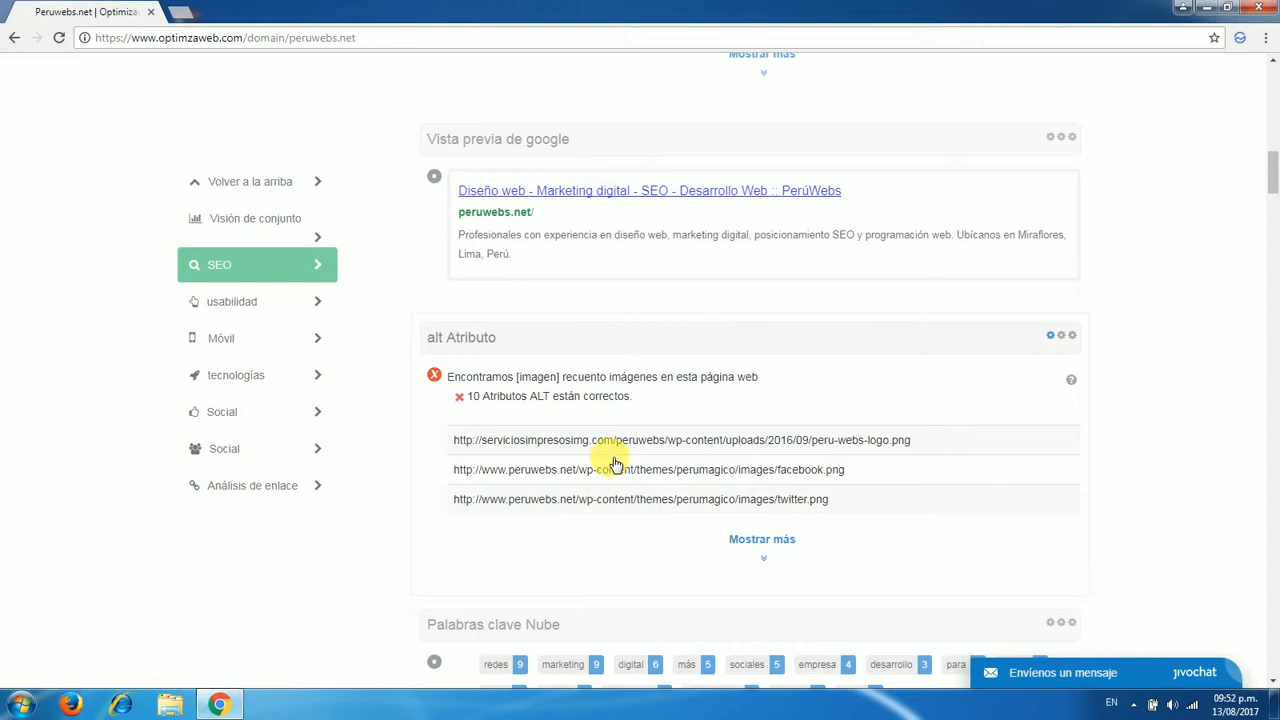 Peruwebs.net | Optimiza
https://www.optimzaweb.com/domain/peruwebs.net
Mostrar más
Vista previa de google
Diseño web - Marketing digital - SEO - Desarrollo Web :: PerúWebs
peruwebs.net/
Profesionales con experiencia en diseño web, marketing digital, posicionamiento SEO y programación web. Ubícanos en Miraflores,
Lima, Perú.
Volver a la arriba
Visión de conjunto
SEO
usabilidad
Móvil
tecnologías
Social
Social
Análisis de enlace
alt Atributo
Encontramos [imagen] recuento imágenes en esta página web
10 Atributos ALT están correctos.
http://serviciosimpresosimg.com/peruwebs/wp-content/uploads/2016/09/peru-webs-logo.png
http://www.peruwebs.net/wp-content/themes/perumagico/images/facebook.png
http://www.peruwebs.net/wp-content/themes/perumagico/images/twitter.png
Mostrar más
Palabras clave Nube
redes 9 marketing 9 digital 6 más 5 sociales 5 empresa 4 desarrollo 3 para
Envíenos un mensaje jivochat
EN
09:52 p.m.
13/08/2017